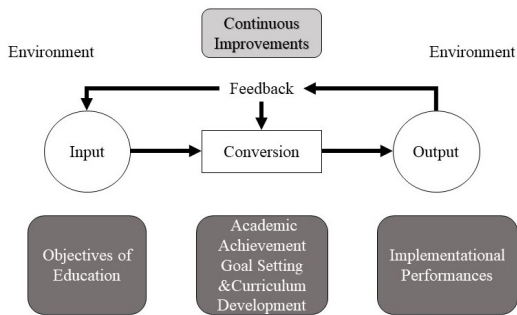 Continuous
Improvements
Environment
Environment
Feedback
Input
Conversion
Output
Objectives of
Education
Academic
Achievement
Goal Setting
&Curriculum
Development
Implementational
Performances